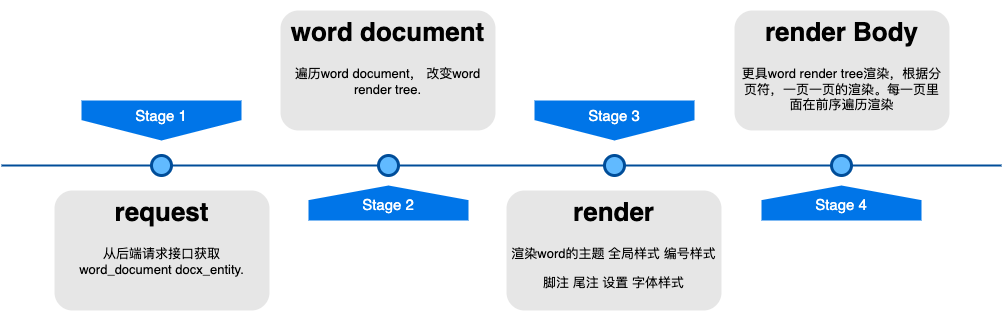 word document
遍历word document， 改变word
render tree.
render Body
更具word render tree渲染，根据分
页符，一页一页的渲染。每一页里
面在前序遍历渲染
Stage 1
Stage 3
Stage 2
Stage 4
request
从后端请求接口获取
word_document docx_entity.
render
渲染word的主题 全局样式 编号样式
脚注 尾注 设置 字体样式